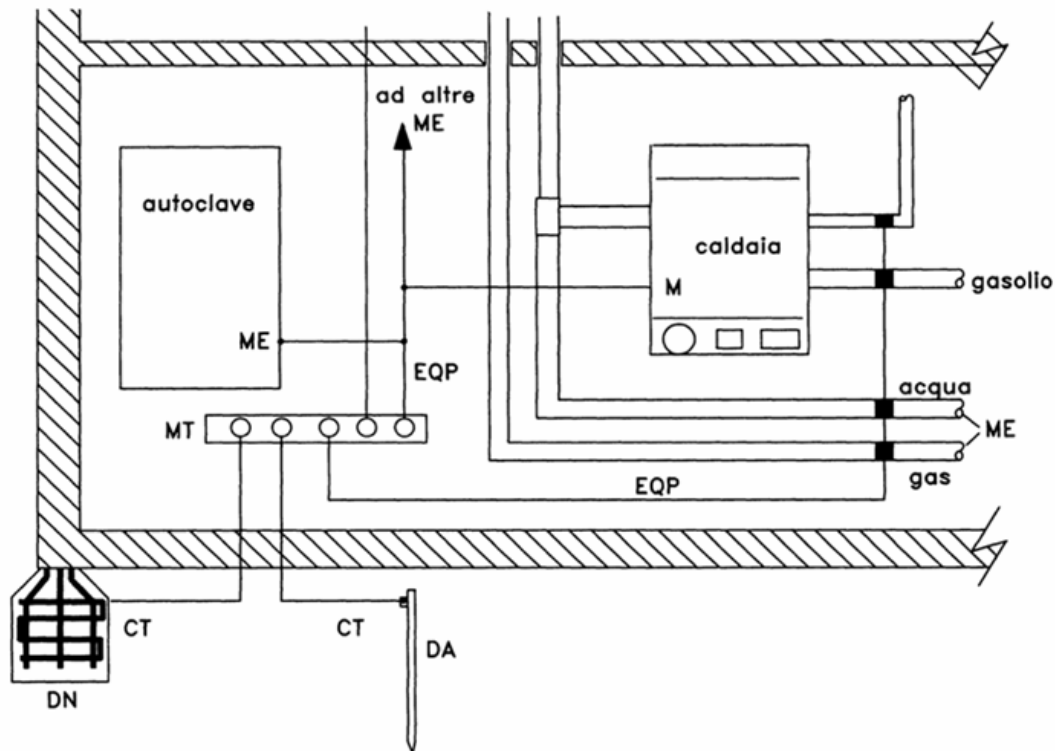 ad altre
ME
autoclave
caldaia
M
gasolio
ME
EQP
acqua
MT
ME
gas
EQP
CT
CT
DA
DN